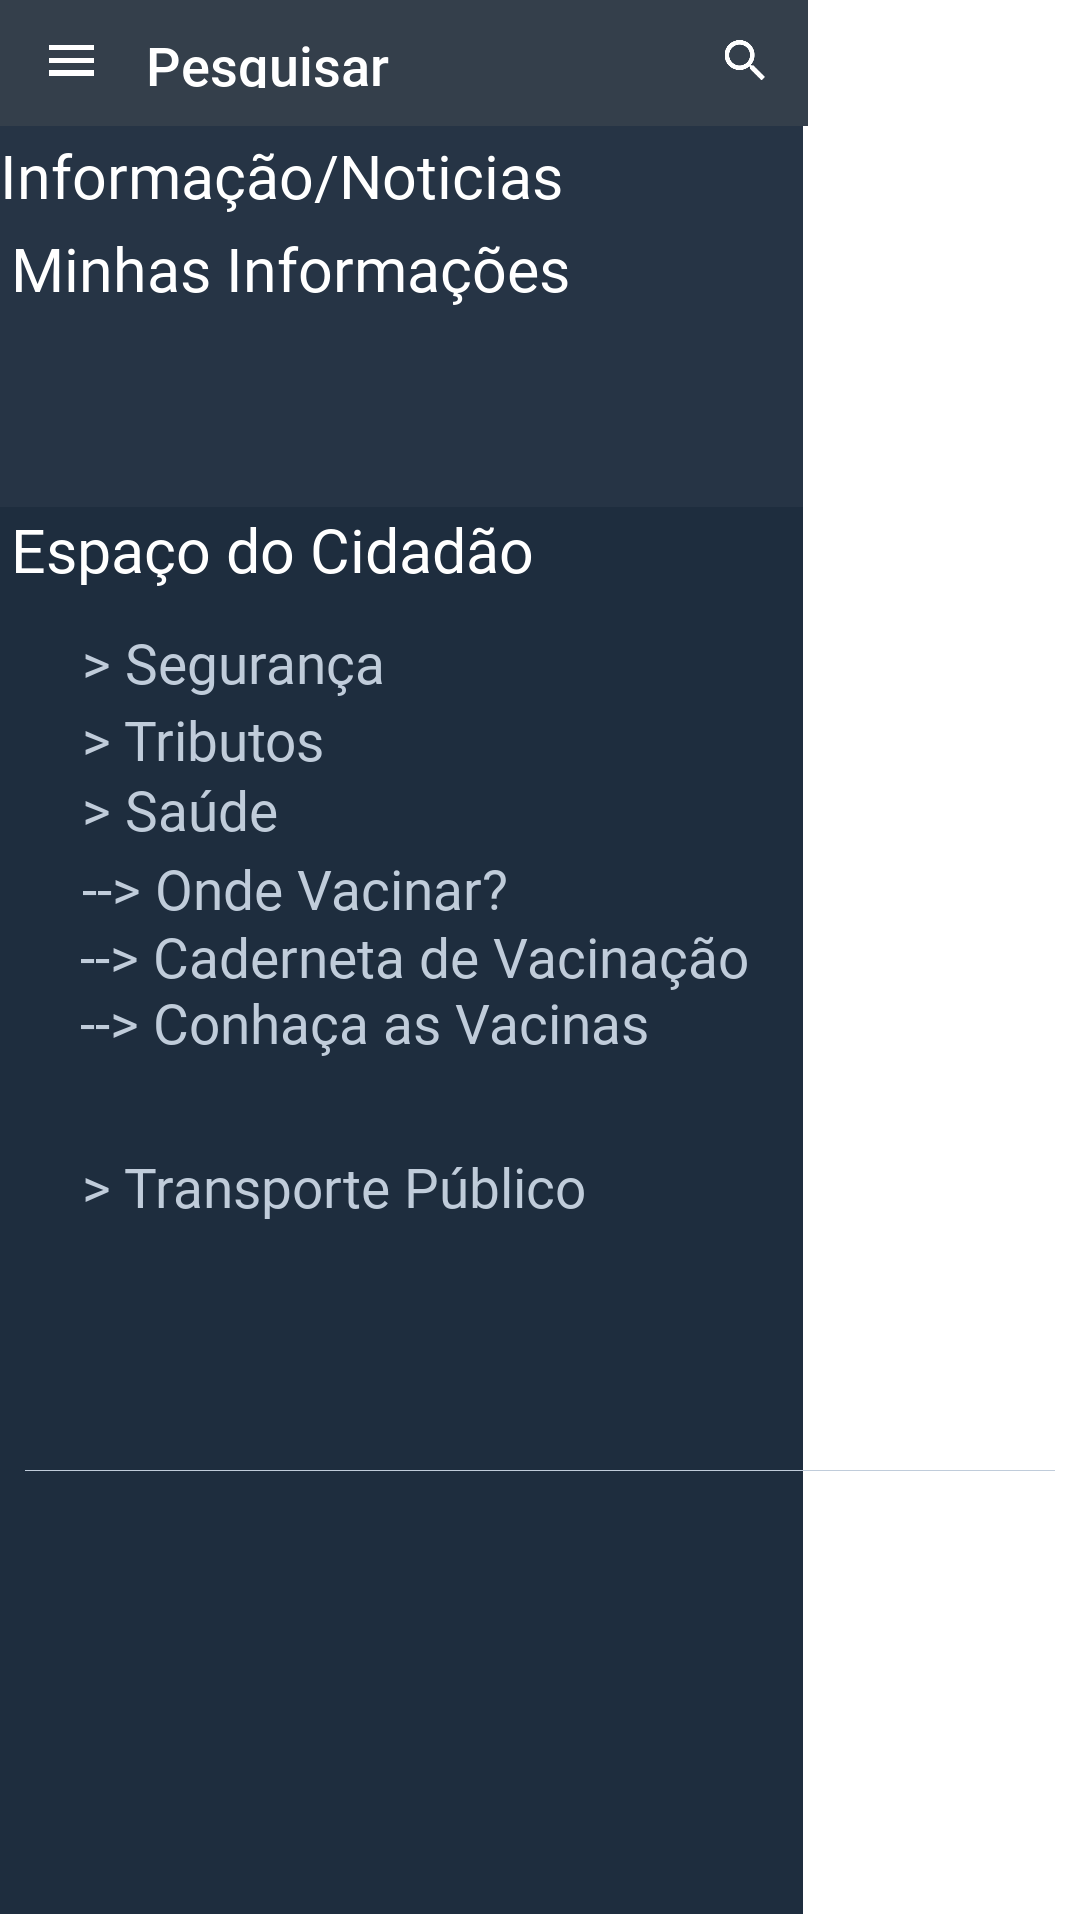 Pesquisar
Informação/Noticias
Minhas Informações
Espaço do Cidadão
> Segurança
> Tributos
> Saúde
--> Onde Vacinar?
--> Caderneta de Vacinação
--> Conhaça as Vacinas
> Transporte Público